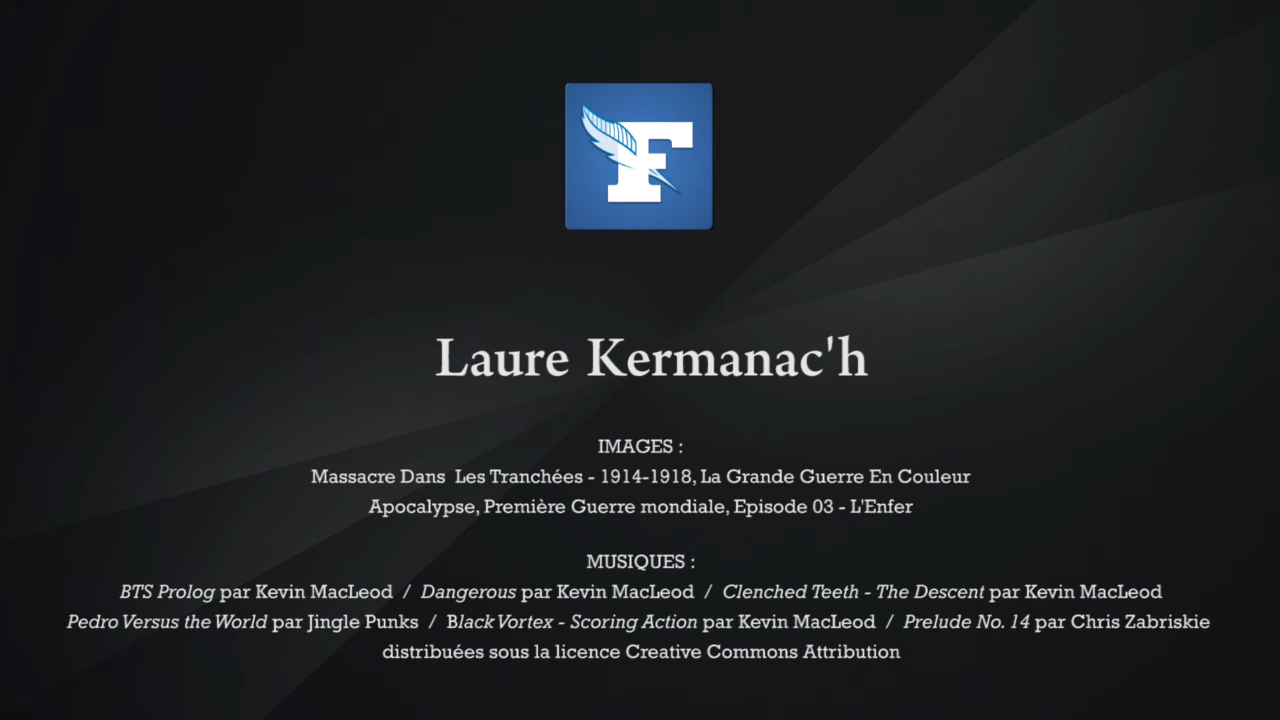 F
Laure Kermanac'h
IMAGES :
Massacre Dans Les Tranchées - 1914-1918, La Grande Guerre En Couleur
Apocalypse, Première Guerre mondiale, Episode 03 - L'Enfer
MUSIQUES :
BTS Prolog par Kevin MacLeod / Dangerous par Kevin MacLeod / Clenched Teeth - The Descent par Kevin MacLeod
Pedro Versus the World par Jingle Punks / Black Vortex - Scoring Action par Kevin MacLeod / Prelude No. 14 par Chris Zabriskie
distribuées sous la licence Creative Commons Attribution